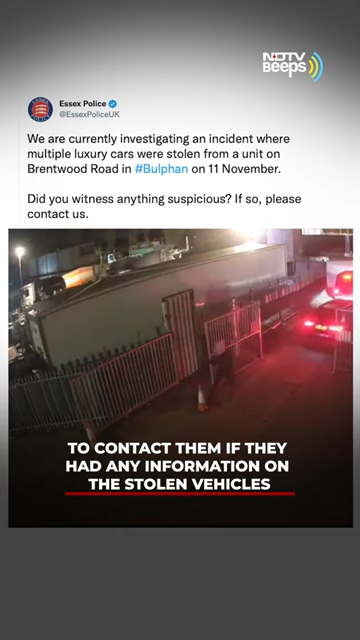 NDTV
Beeps
Essex Police
@EssexPoliceUK
We are currently investigating an incident where
multiple luxury cars were stolen from a unit on
Brentwood Road in #Bulphan on 11 November.
Did you witness anything suspicious? If so, please
contact us.
TO CONTACT THEM IF THEY
HAD ANY INFORMATION ON
THE STOLEN VEHICLES